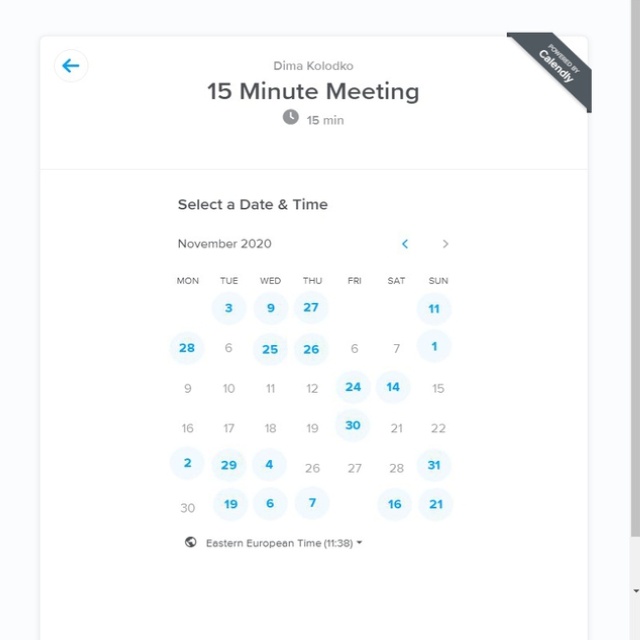 POWERED BY
Calendly
Dima Kolodko
15 Minute Meeting
15 min
Select a Date & Time
November 2020
MON TUE WED THU FRI SAT SUN
3 9 27 11
28 6 25 26 6 7 1
9 10 11 12 24 14 15
16 17 18 19 30 21 22
2 29 4 26 27 28 31
30 19 6 7 16 21
Eastern European Time (11:38)